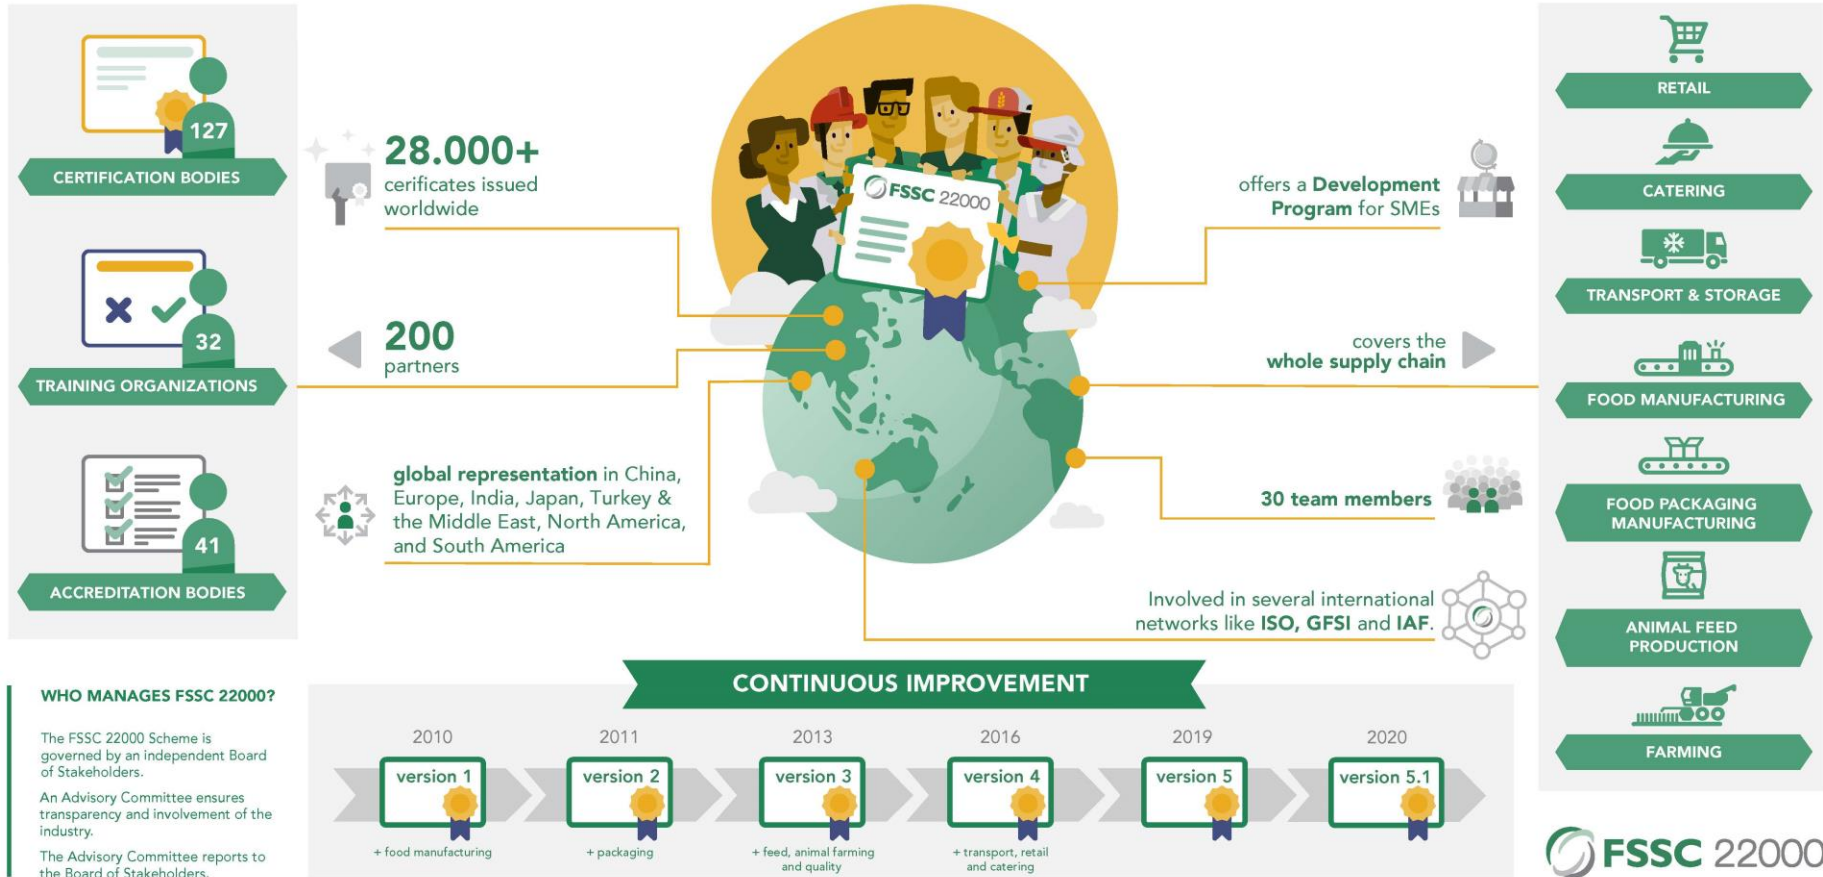 127
CERTIFICATION BODIES
32
TRAINING ORGANIZATIONS
41
ACCREDITATION BODIES
28.000+
cerificates issued
worldwide
200
partners
global representation in China,
Europe, India, Japan, Turkey &
the Middle East, North America,
and South America
FSSC 22000
offers a Development
Program for SMEs
covers the
whole supply chain
30 team members
Involved in several international
networks like ISO, GFSI and IAF.
RETAIL
CATERING
TRANSPORT & STORAGE
FOOD MANUFACTURING
FOOD PACKAGING
MANUFACTURING
ANIMAL FEED
PRODUCTION
FARMING
WHO MANAGES FSSC 22000?
The FSSC 22000 Scheme is
governed by an independent Board
of Stakeholders.
An Advisory Committee ensures
transparency and involvement of the
industry.
The Advisory Committee reports to
the Board of Stakeholders.
CONTINUOUS IMPROVEMENT
2010
version 1
+ food manufacturing
2011
version 2
+ packaging
2013
version 3
+ feed, animal farming
and quality
2016
version 4
+ transport, retail
and catering
2019
version 5
2020
version 5.1
FSSC 22000